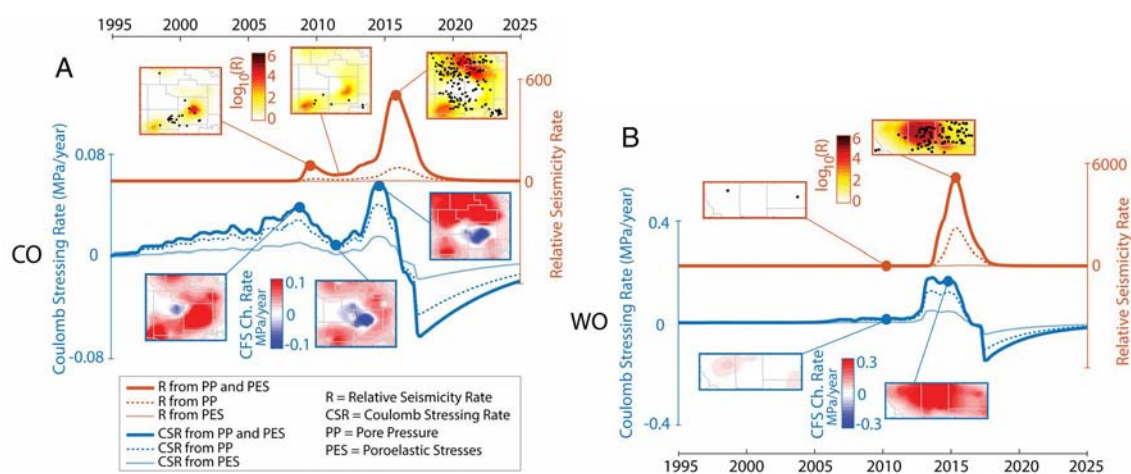 1995 2000 2005 2010 2015 2020 2025
A
log10(R)
6
4
2
0
600
0
Relative Seismicity Rate
0.08
0
-0.08
Coulomb Stressing Rate (MPa/year)
CO
CFS Ch. Rate
MPa/year
0.1
0
-0.1
R from PP and PES
R from PP
R from PES
CSR from PP and PES
CSR from PP
CSR from PES
R = Relative Seismicity Rate
CSR = Coulomb Stressing Rate
PP = Pore Pressure
PES = Poroelastic Stresses
B
log10(R)
6
4
2
0
6000
0
Relative Seismicity Rate
0.4
0
-0.4
Coulomb Stressing Rate (MPa/year)
WO
CFS Ch. Rate
MPa/year
0.3
0
-0.3
1995 2000 2005 2010 2015 2020 2025